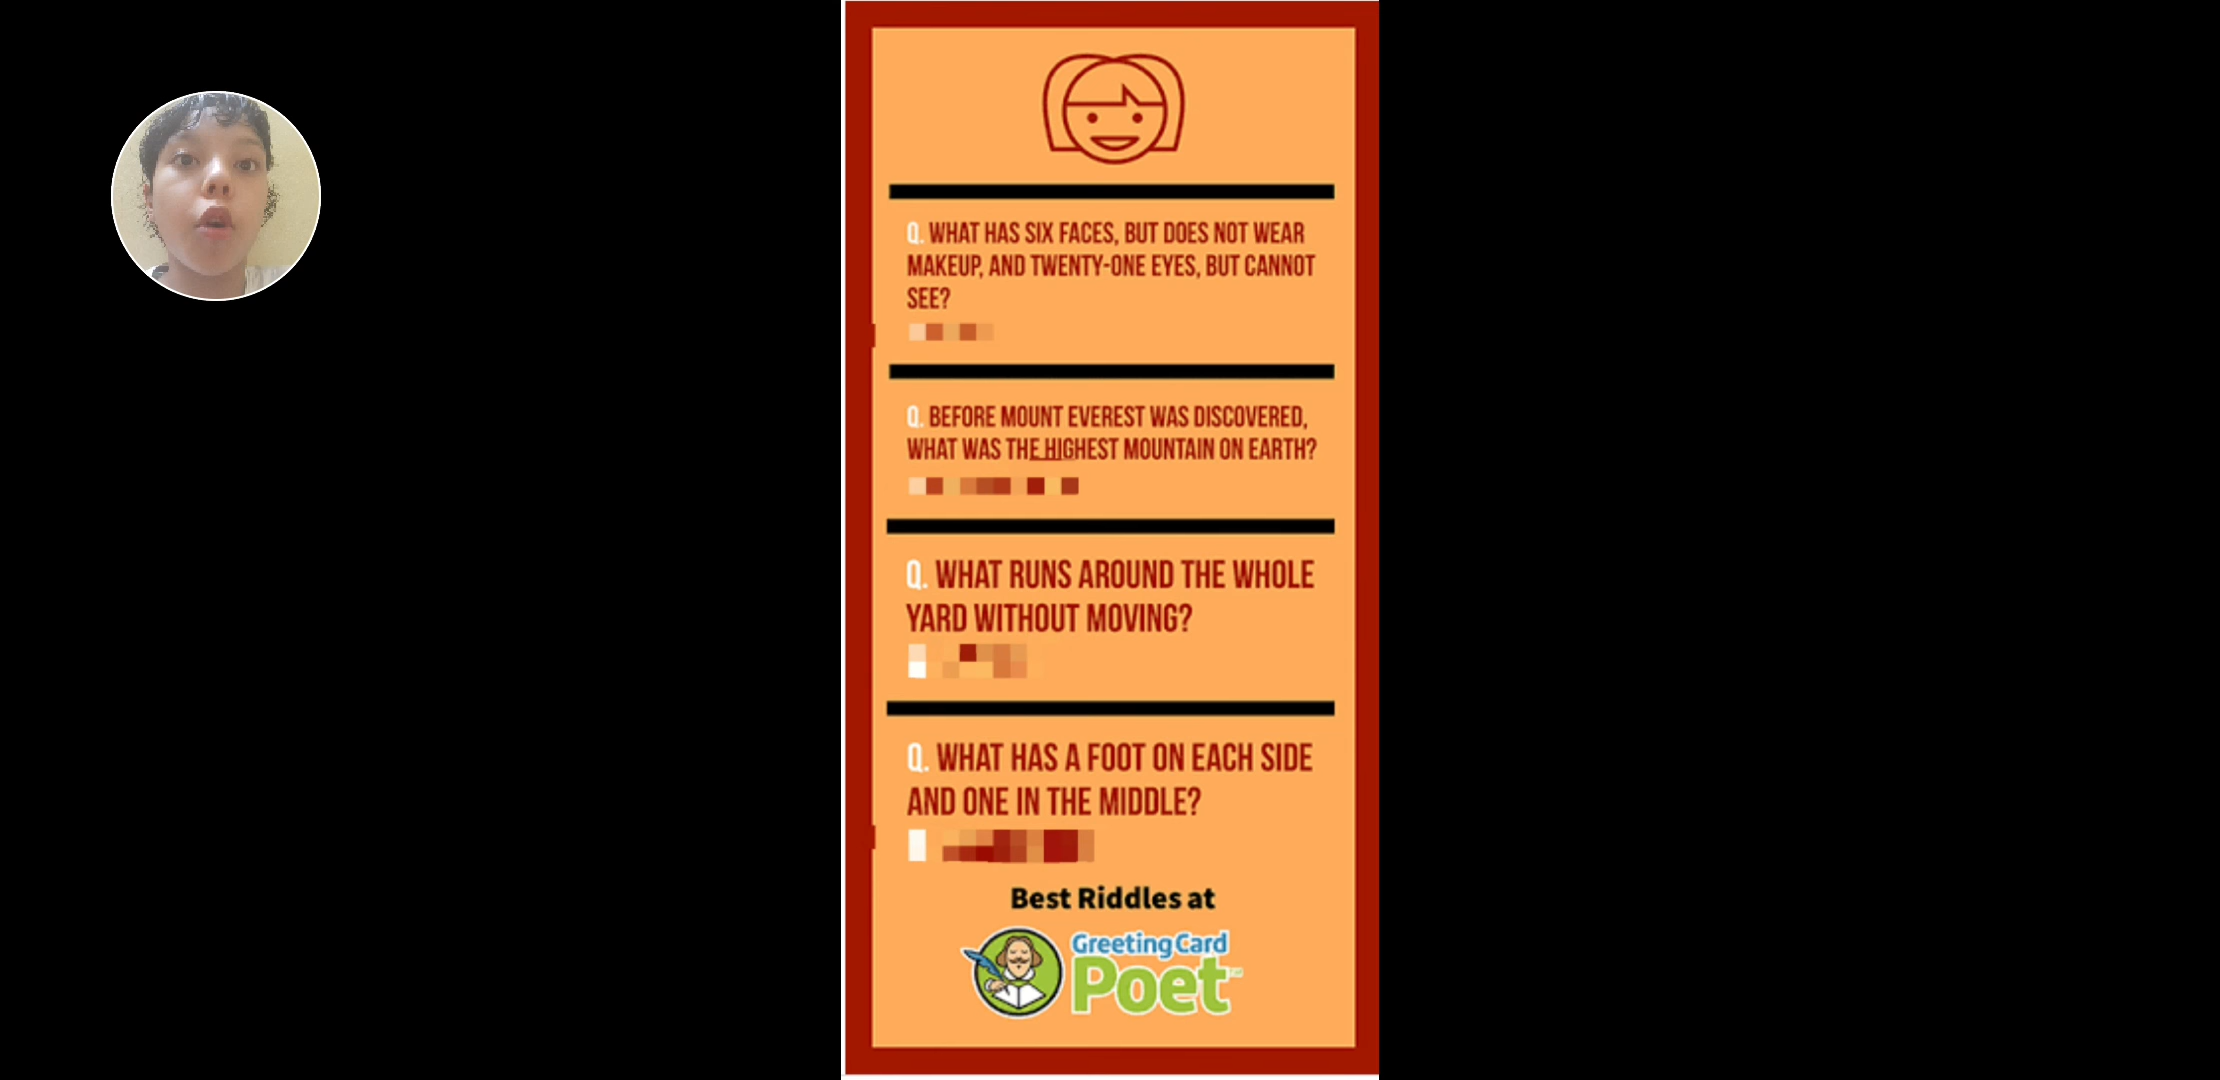 Q. WHAT HAS SIX FACES, BUT DOES NOT WEAR
MAKEUP, AND TWENTY-ONE EYES, BUT CANNOT
SEE?
Q. BEFORE MOUNT EVEREST WAS DISCOVERED,
WHAT WAS THE HIGHEST MOUNTAIN ON EARTH?
Q. WHAT RUNS AROUND THE WHOLE
YARD WITHOUT MOVING?
Q. WHAT HAS A FOOT ON EACH SIDE
AND ONE IN THE MIDDLE?
Best Riddles at
Greeting Card
Poet